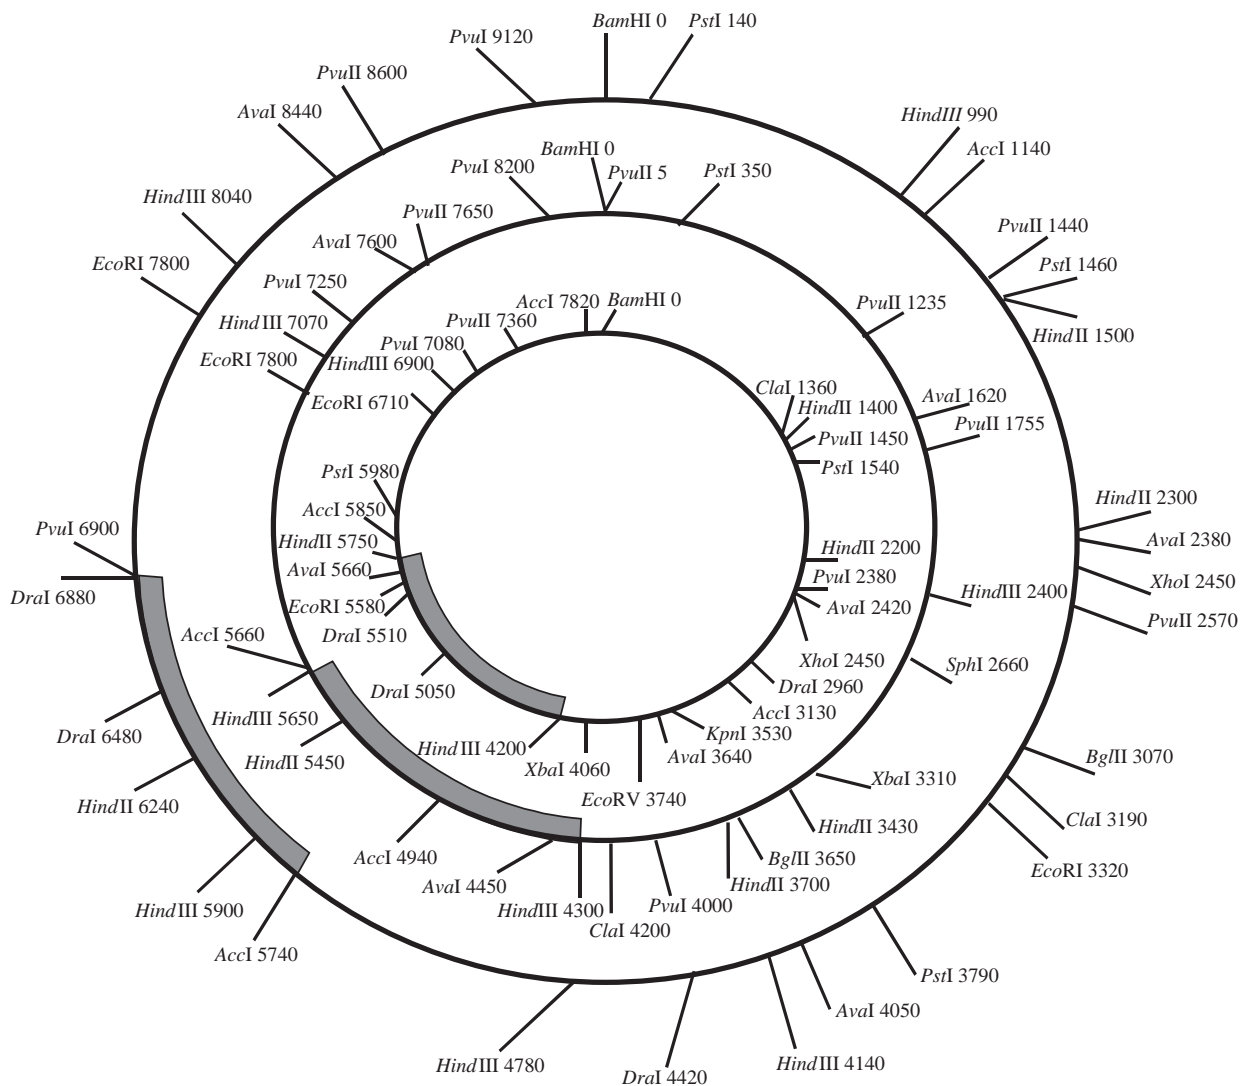 BamHI 0
PstI 140
HindIII 990
AccI 1140
PvuII 1440
PstI 1460
HindII 1500
HindII 2300
AvaI 2380
XhoI 2450
PvuII 2570
BglII 3070
ClaI 3190
EcoRI 3320
PstI 3790
AvaI 4050
HindIII 4140
DraI 4420
HindIII 4780
AccI 5740
HindIII 5900
HindII 6240
DraI 6480
DraI 6880
PvuI 6900
EcoRI 7800
HindIII 8040
AvaI 8440
PvuII 8600
PvuI 9120
BamHI 0
PvuII 5
PstI 350
PvuII 1235
AvaI 1620
PvuII 1755
HindIII 2400
SphI 2660
XbaI 3310
HindII 3430
BglII 3650
HindII 3700
PvuI 4000
ClaI 4200
HindIII 4300
AvaI 4450
AccI 4940
HindII 5450
HindIII 5650
AccI 5660
EcoRI 7800
HindIII 7070
PvuI 7250
AvaI 7600
PvuII 7650
PvuI 8200
BamHI 0
ClaI 1360
HindII 1400
PvuII 1450
PstI 1540
HindII 2200
PvuI 2380
AvaI 2420
XhoI 2450
DraI 2960
AccI 3130
KpnI 3530
AvaI 3640
EcoRV 3740
XbaI 4060
HindIII 4200
DraI 5050
DraI 5510
EcoRI 5580
AvaI 5660
HindII 5750
AccI 5850
PstI 5980
EcoRI 6710
HindIII 6900
PvuI 7080
PvuII 7360
AccI 7820